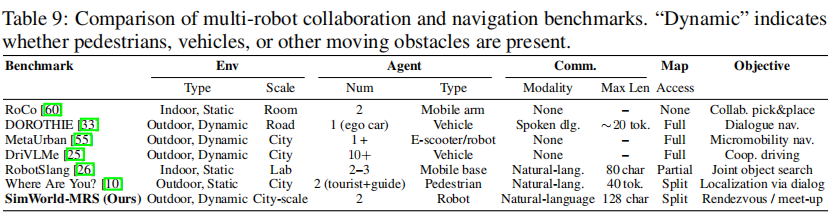 Table 9: Comparison of multi-robot collaboration and navigation benchmarks. “Dynamic” indicates
whether pedestrians, vehicles, or other moving obstacles are present.
Benchmark Env Agent Comm. Map Objective
Type Scale Num Type Modality Max Len Access
RoCo [60] Indoor, Static Room 2 Mobile arm None – None Collab. pick&place
DOROTHIE [33] Outdoor, Dynamic Road 1 (ego car) Vehicle Spoken dlg. ~20 tok. Full Dialogue nav.
MetaUrban [55] Outdoor, Dynamic City 1+ E-scooter/robot None – Full Micromobility nav.
DriVLMe [25] Outdoor, Dynamic City 10+ Vehicle None – Full Coop. driving
RobotSlang [26] Indoor, Static Lab 2–3 Mobile base Natural-lang. 80 char Partial Joint object search
Where Are You? [10] Outdoor, Static City 2 (tourist+guide) Pedestrian Natural-lang. 40 tok. Split Localization via dialog
SimWorld-MRS (Ours) Outdoor, Dynamic City-scale 2 Robot Natural-language 128 char Split Rendezvous / meet-up